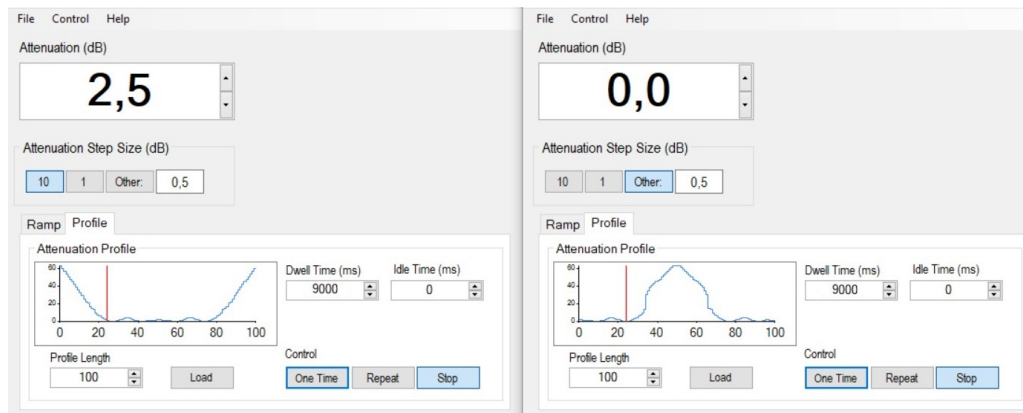 File Control Help
Attenuation (dB)
2,5
Attenuation Step Size (dB)
10 1 Other: 0,5
Ramp Profile
Attenuation Profile
60
40
20
0
0 20 40 60 80 100
Dwell Time (ms) Idle Time (ms)
9000 0
Profile Length
100 Load
Control
One Time Repeat Stop
File Control Help
Attenuation (dB)
0,0
Attenuation Step Size (dB)
10 1 Other: 0,5
Ramp Profile
Attenuation Profile
60
40
20
0
0 20 40 60 80 100
Dwell Time (ms) Idle Time (ms)
9000 0
Profile Length
100 Load
Control
One Time Repeat Stop